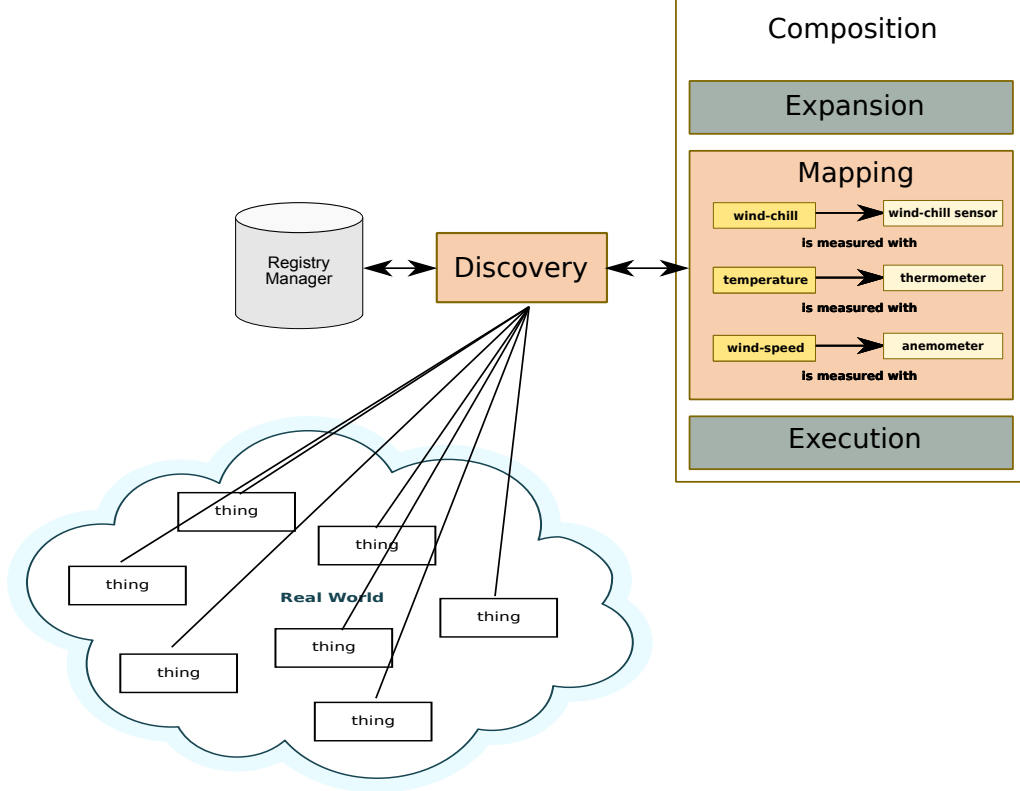 Composition
Expansion
Mapping
wind-chill
wind-chill sensor
is measured with
temperature
thermometer
is measured with
wind-speed
anemometer
is measured with
Execution
Registry
Manager
Discovery
thing
thing
thing
Real World
thing
thing
thing
thing